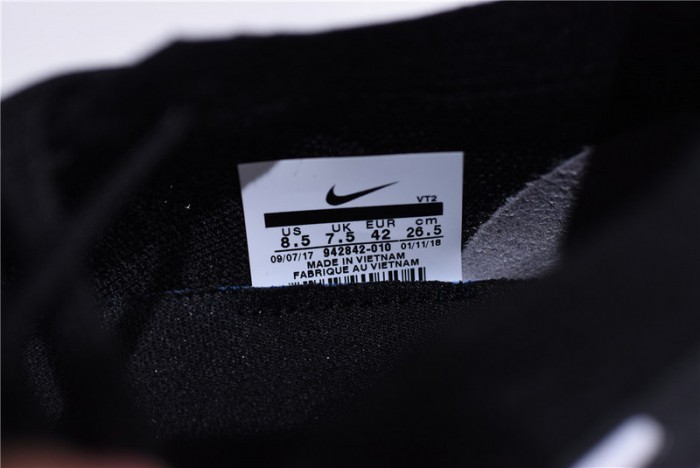 VT2
US UK EUR cm
8.5 7.5 42 26.5
09/07/17 942842-010 01/11/18
MADE IN VIETNAM
FABRIQUE AU VIETNAM